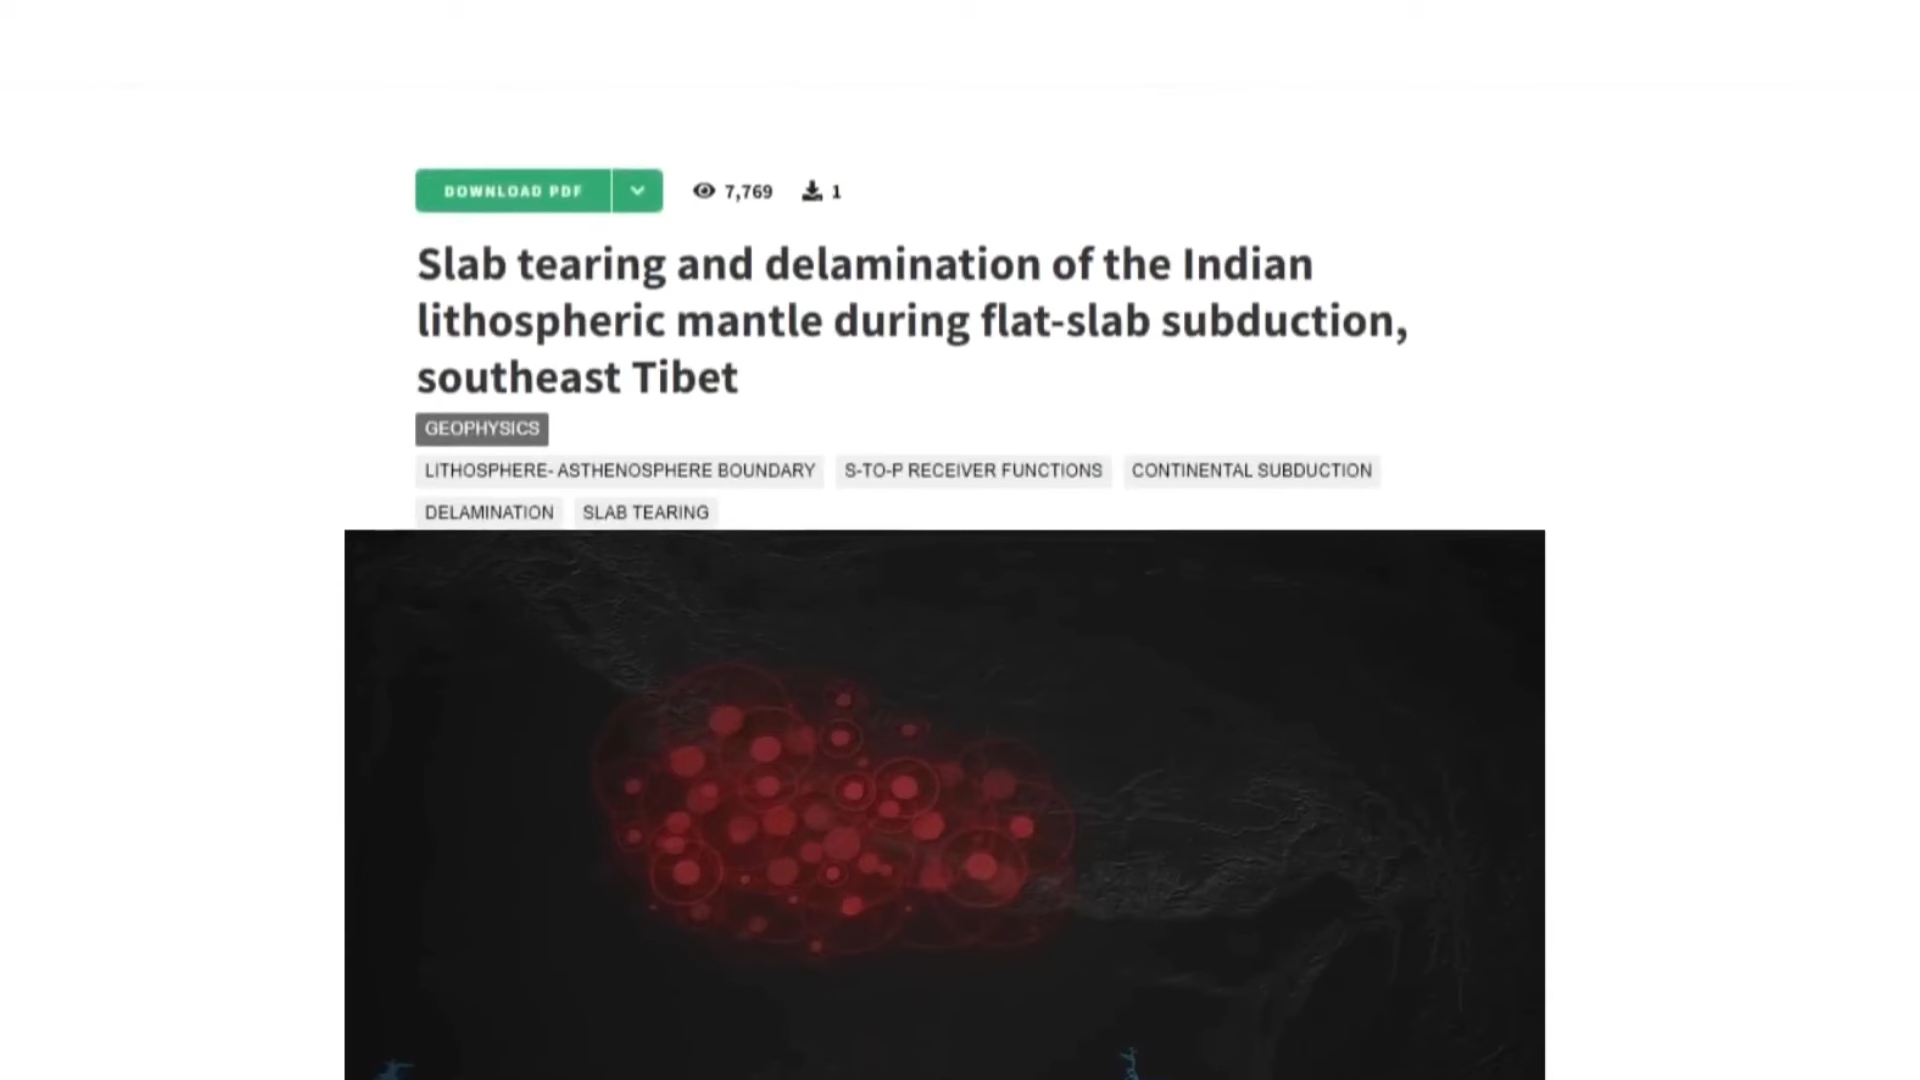 DOWNLOAD PDF 7,769 1
Slab tearing and delamination of the Indian
lithospheric mantle during flat-slab subduction,
southeast Tibet
GEOPHYSICS
LITHOSPHERE- ASTHENOSPHERE BOUNDARY S-TO-P RECEIVER FUNCTIONS CONTINENTAL SUBDUCTION
DELAMINATION SLAB TEARING